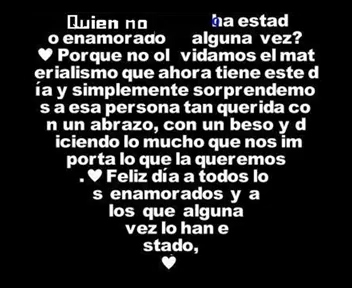 Quien no ha estad
o enamorado alguna vez?
♥ Porque no ol vidamos el mat
erialismo que ahora tiene este d
ía y simplemente sorprendemo
s a esa persona tan querida co
n un abrazo, con un beso y d
iciendo lo mucho que nos im
porta lo que la queremos
. ♥ Feliz día a todos lo
s enamorados y a
los que alguna
vez lo han e
stado,
♥